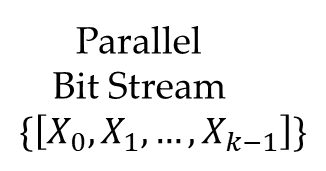 Parallel
Bit Stream
{[X₀, X₁, ..., Xₖ₋₁]}